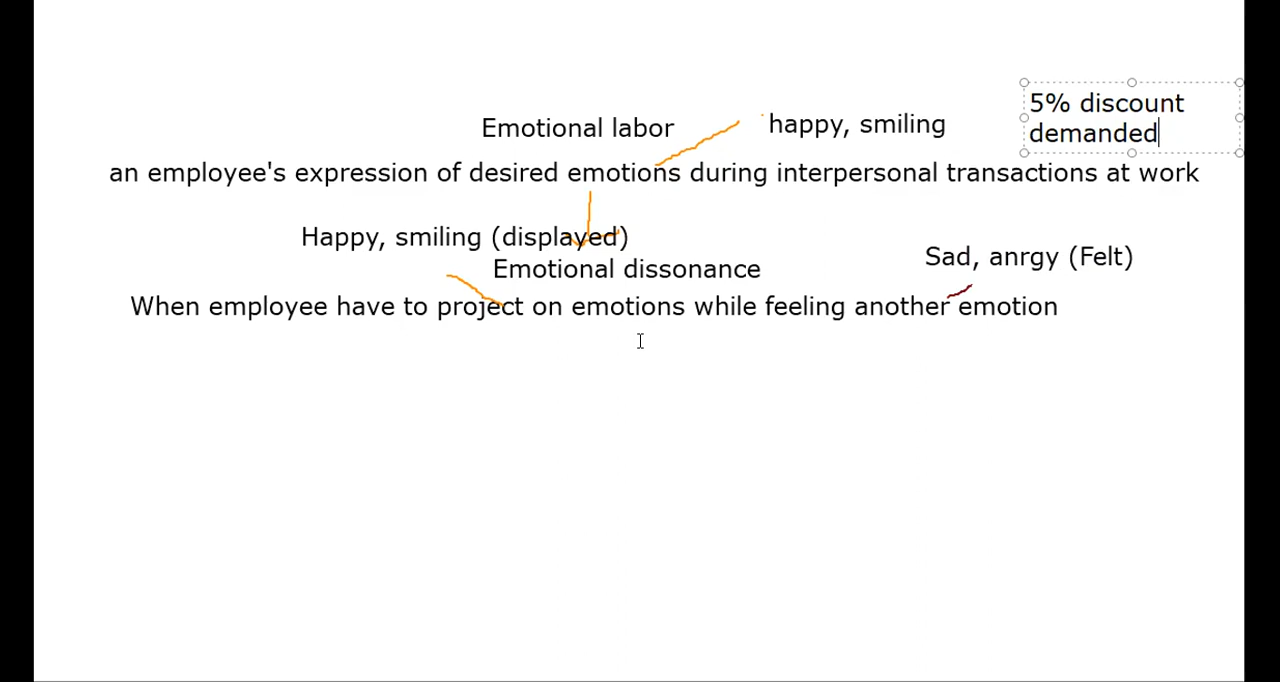 5% discount
demanded
Emotional labor
happy, smiling
an employee's expression of desired emotions during interpersonal transactions at work
Happy, smiling (displayed)
Sad, anrgy (Felt)
Emotional dissonance
When employee have to project on emotions while feeling another emotion